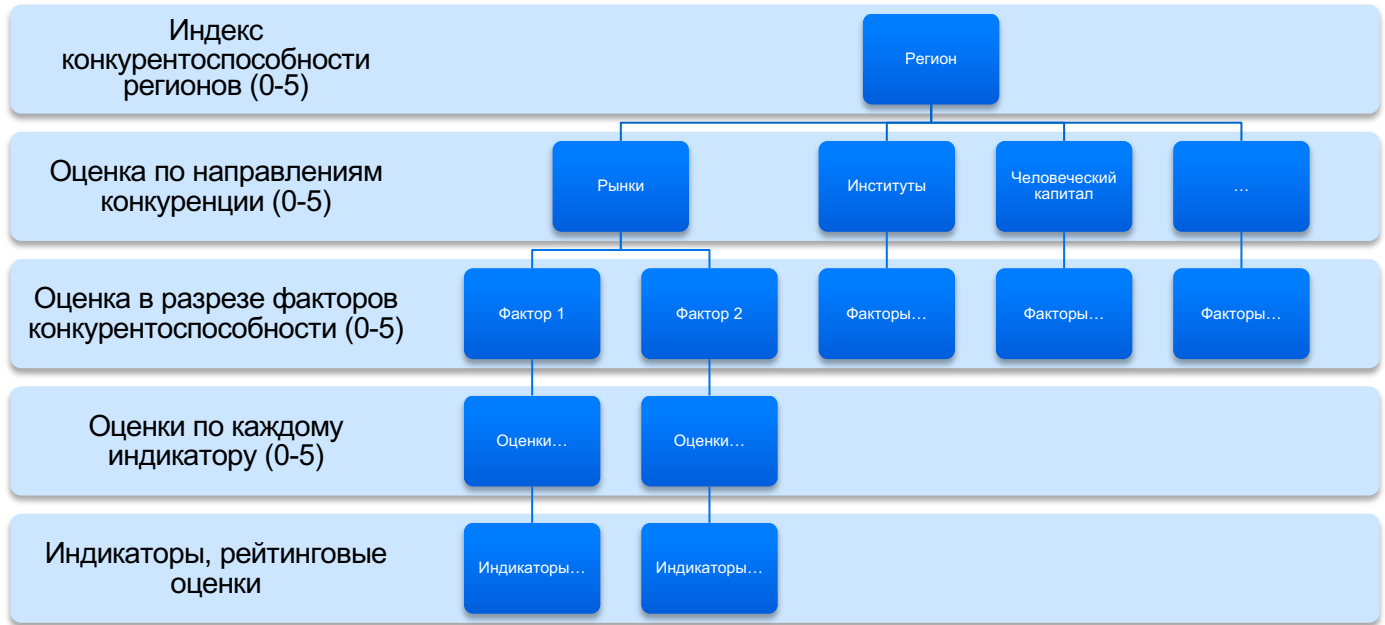 Индекс
конкурентоспособности
регионов (0-5)
Регион
Оценка по направлениям
конкуренции (0-5)
Рынки
Институты
Человеческий
капитал
…
Оценка в разрезе факторов
конкурентоспособности (0-5)
Фактор 1
Фактор 2
Факторы…
Факторы…
Факторы…
Оценки по каждому
индикатору (0-5)
Оценки…
Оценки…
Индикаторы, рейтинговые
оценки
Индикаторы…
Индикаторы…